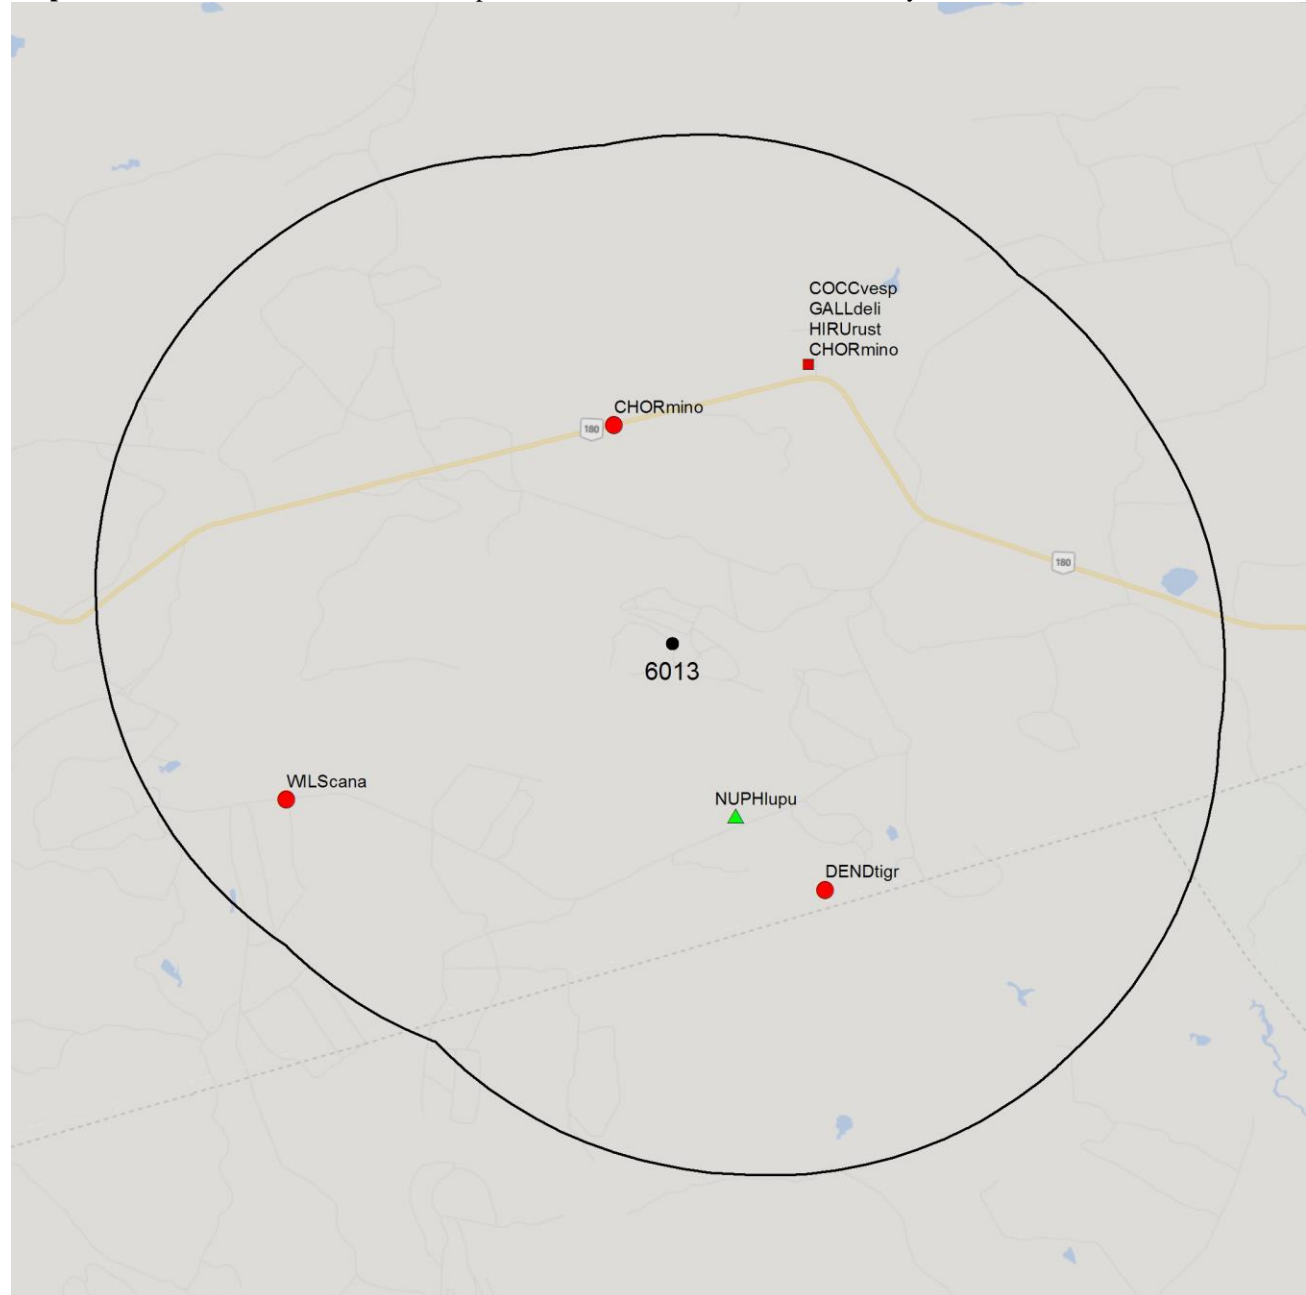 COCCvesp
GALLdeli
HIRUrust
CHORmino
CHORmino
180
180
6013
WILScana
NUPHlupu
DENDtigr